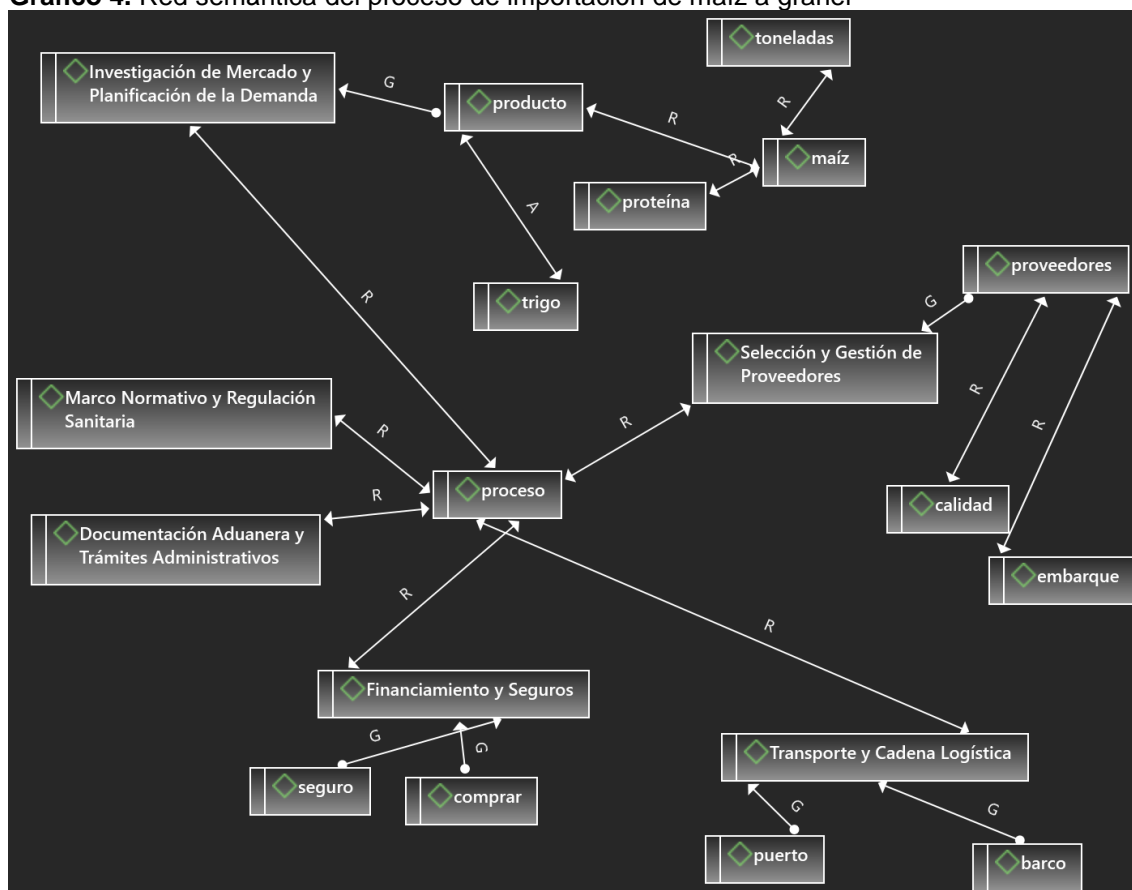 Gráfico 4. Red semántica del proceso de importación de maíz a granel
toneladas
Investigación de Mercado y
Planificación de la Demanda
G
producto
R
R
maíz
R
proteína
A
trigo
proveedores
G
R
Selección y Gestión de
Proveedores
Marco Normativo y Regulación
Sanitaria
R
R
R
R
proceso
R
calidad
Documentación Aduanera y
Trámites Administrativos
embarque
R
R
Financiamiento y Seguros
G
G
Transporte y Cadena Logística
seguro
comprar
G
G
puerto
barco